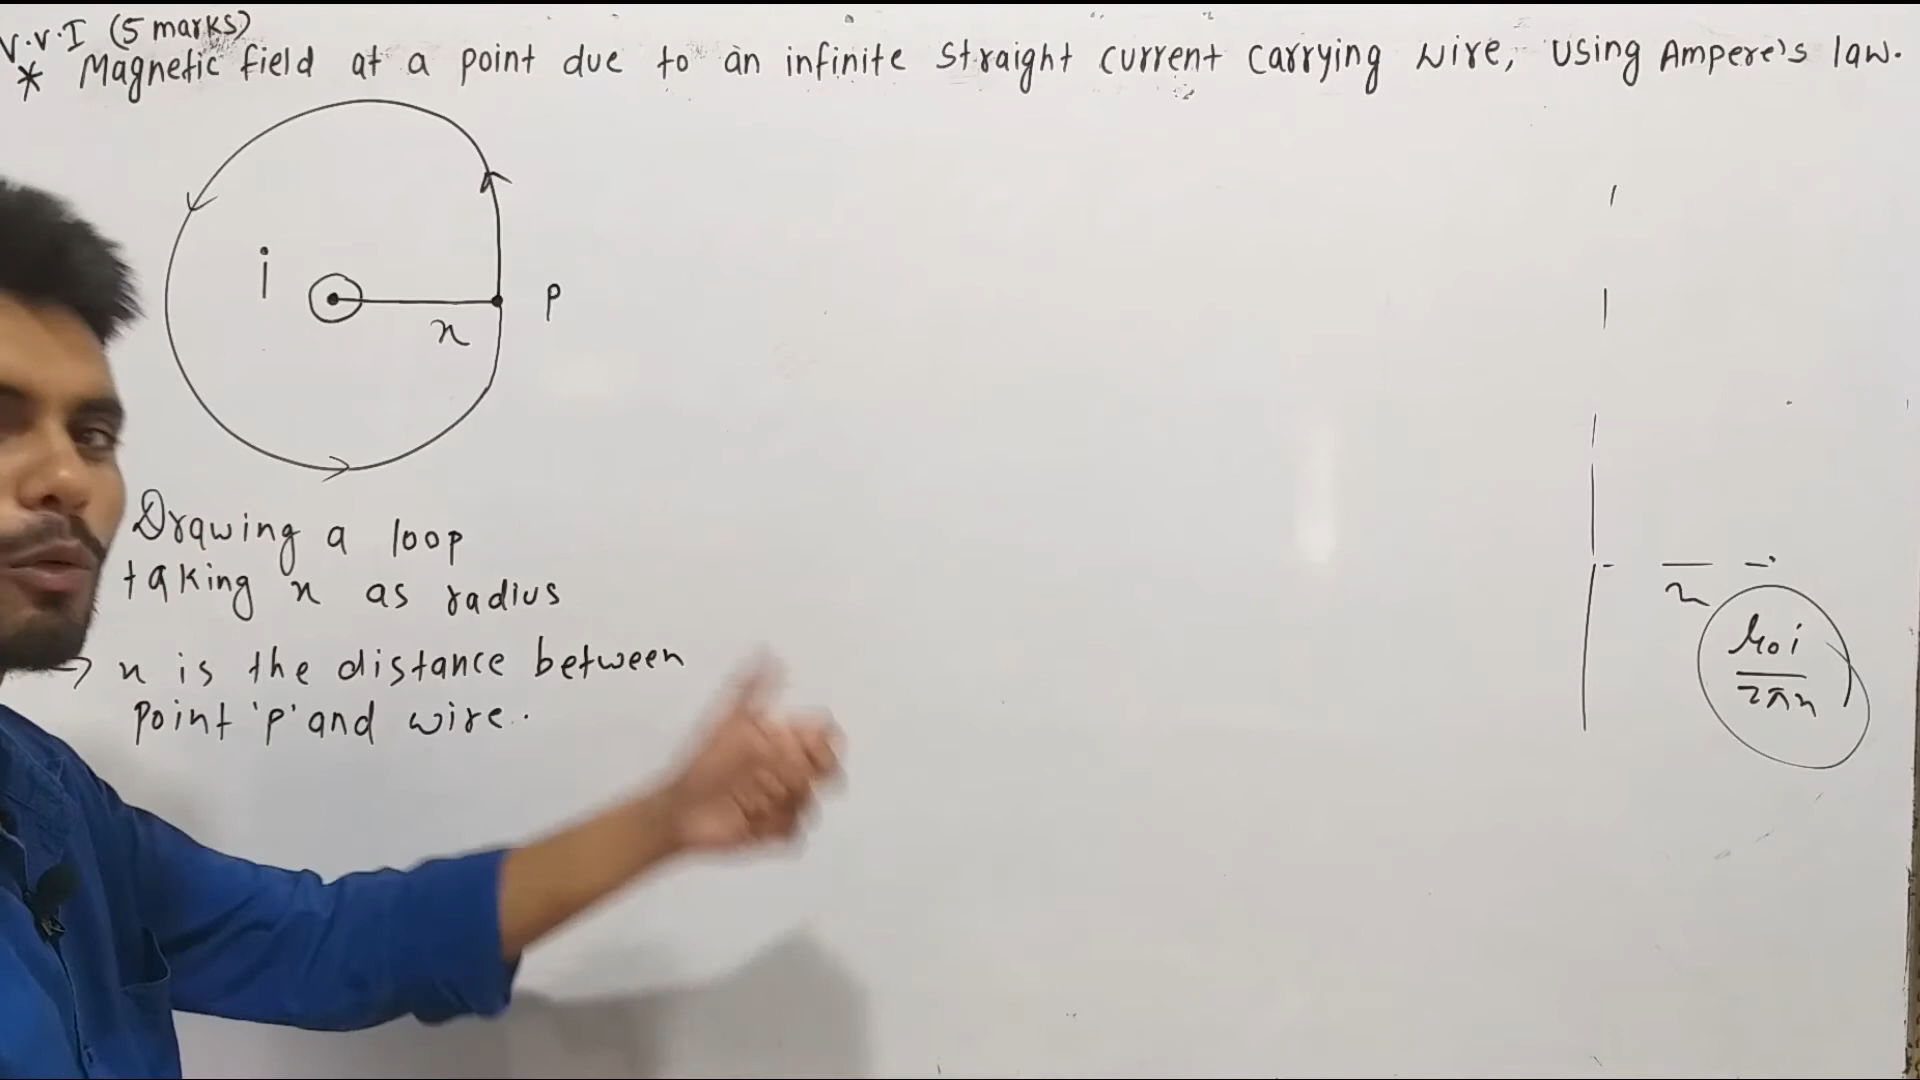 V.V.I (5 marks)
* Magnetic field at a point due to an infinite straight current carrying wire, using Ampere's law.
i
P
x
Drawing a loop
taking x as radius
→ x is the distance between
point 'p' and wire.
x
μ₀i
2πx